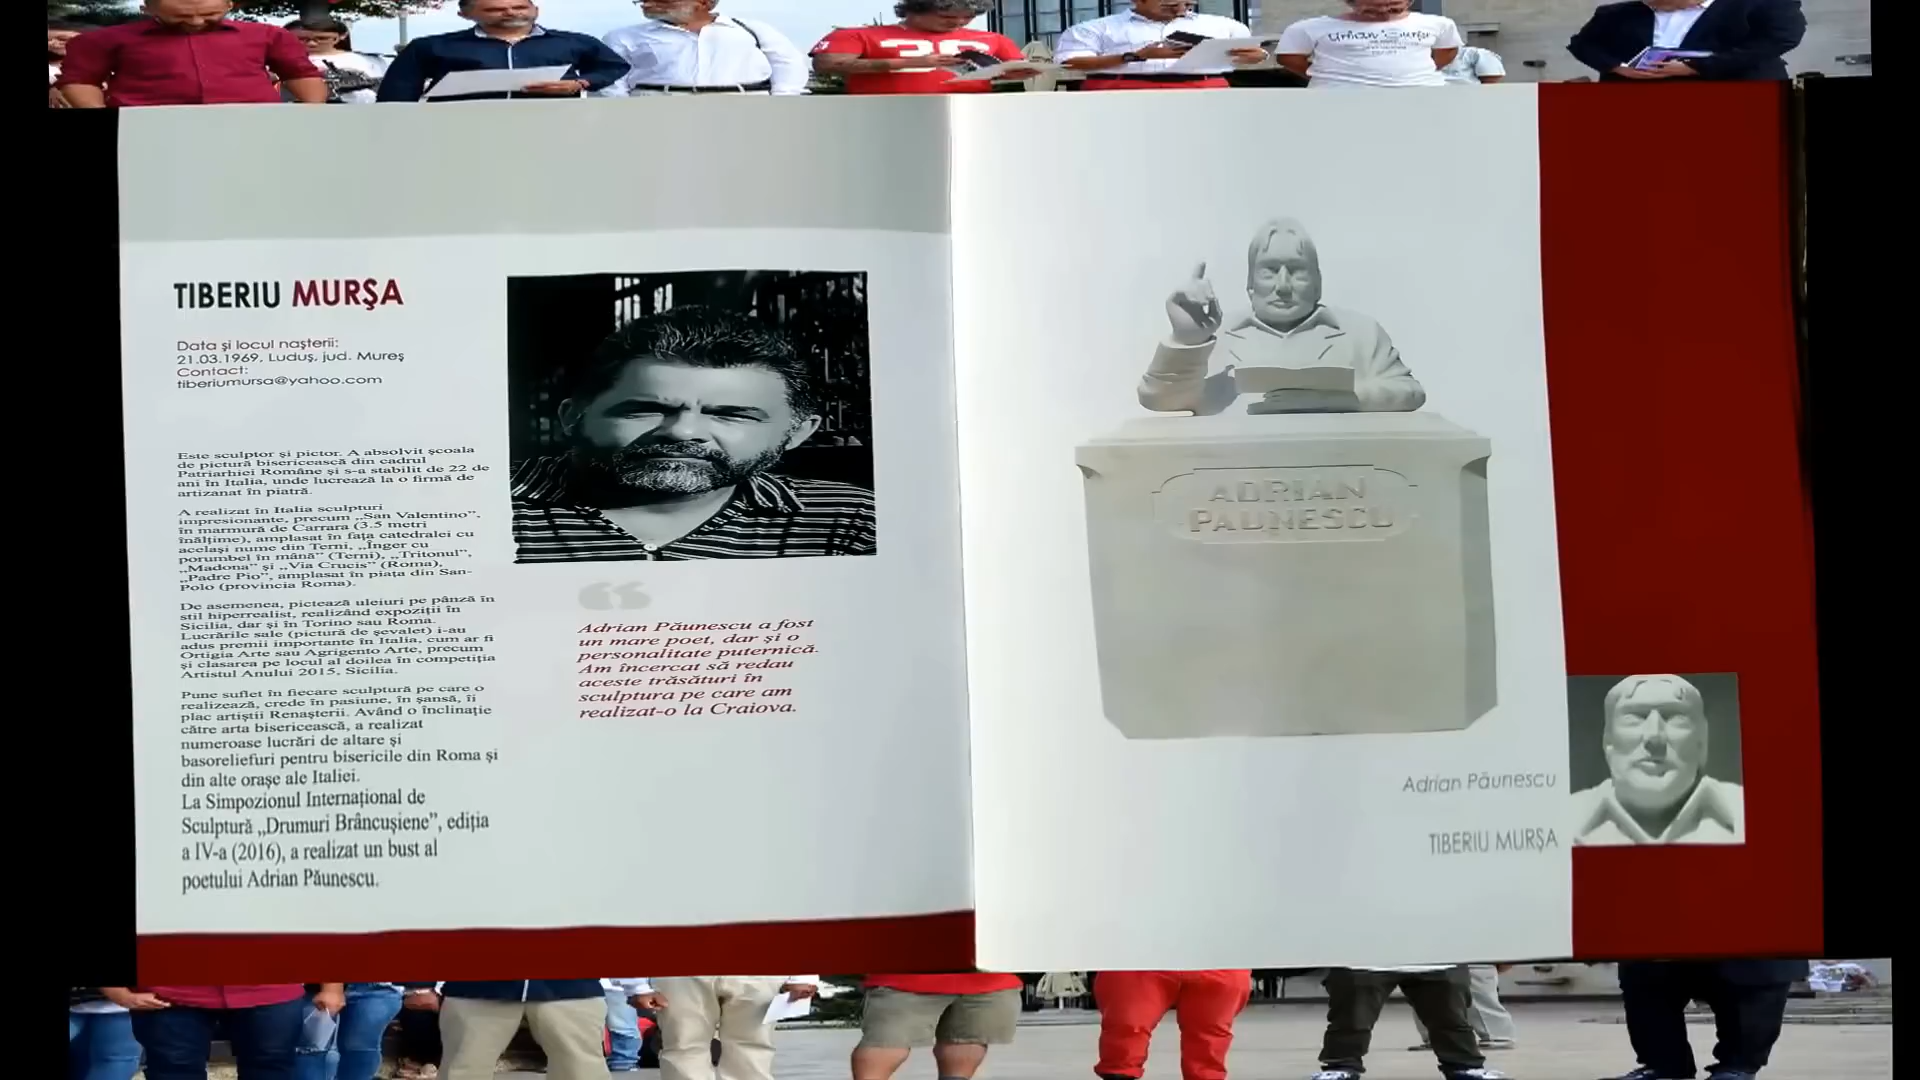 38
Urban Surfer
TIBERIU MURŞA
Data şi locul naşterii:
21.03.1969, Luduş, jud. Mureş
Contact:
tiberiumursa@yahoo.com
Este sculptor şi pictor. A absolvit şcoala
de pictură bisericească din cadrul
Patriarhiei Române şi s-a stabilit de 22 de
ani în Italia, unde lucrează la o firmă de
artizanat în piatră.
A realizat în Italia sculpturi
impresionante, precum „San Valentino”,
în marmură de Carrara (3.5 metri
înălţime), amplasat în faţa catedralei cu
acelaşi nume din Terni, „Înger cu
porumbel în mână” (Terni), „Tritonul”,
„Madona” şi „Via Crucis” (Roma),
„Padre Pio”, amplasat în piaţa din San-
Polo (provincia Roma).
De asemenea, pictează uleiuri pe pânză în
stil hiperrealist, realizând expoziţii în
Sicilia, dar şi în Torino sau Roma.
Lucrările sale (pictură de şevalet) i-au
adus premii importante în Italia, cum ar fi
Ortigia Arte sau Agrigento Arte, precum
şi clasarea pe locul al doilea în competiţia
Artistul Anului 2015, Sicilia.
Pune suflet în fiecare sculptură pe care o
realizează, crede în pasiune, în şansă, îi
plac artiştii Renaşterii. Având o înclinaţie
către arta bisericească, a realizat
numeroase lucrări de altare şi
basoreliefuri pentru bisericile din Roma şi
din alte oraşe ale Italiei.
La Simpozionul Internaţional de
Sculptură „Drumuri Brâncuşiene”, ediţia
a IV-a (2016), a realizat un bust al
poetului Adrian Păunescu.
“
Adrian Păunescu a fost
un mare poet, dar şi o
personalitate puternică.
Am încercat să redau
aceste trăsături în
sculptura pe care am
realizat-o la Craiova.
ADRIAN
PAUNESCU
Adrian Păunescu
TIBERIU MURŞA